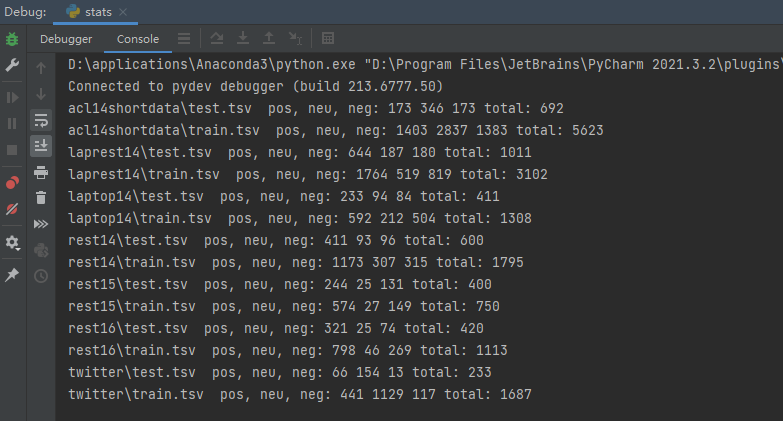 Debug: stats
Debugger Console
D:\applications\Anaconda3\python.exe "D:\Program Files\JetBrains\PyCharm 2021.3.2\plugins\
Connected to pydev debugger (build 213.6777.50)
acl14shortdata\test.tsv  pos, neu, neg: 173 346 173 total: 692
acl14shortdata\train.tsv  pos, neu, neg: 1403 2837 1383 total: 5623
laprest14\test.tsv  pos, neu, neg: 644 187 180 total: 1011
laprest14\train.tsv  pos, neu, neg: 1764 519 819 total: 3102
laptop14\test.tsv  pos, neu, neg: 233 94 84 total: 411
laptop14\train.tsv  pos, neu, neg: 592 212 504 total: 1308
rest14\test.tsv  pos, neu, neg: 411 93 96 total: 600
rest14\train.tsv  pos, neu, neg: 1173 307 315 total: 1795
rest15\test.tsv  pos, neu, neg: 244 25 131 total: 400
rest15\train.tsv  pos, neu, neg: 574 27 149 total: 750
rest16\test.tsv  pos, neu, neg: 321 25 74 total: 420
rest16\train.tsv  pos, neu, neg: 798 46 269 total: 1113
twitter\test.tsv  pos, neu, neg: 66 154 13 total: 233
twitter\train.tsv  pos, neu, neg: 441 1129 117 total: 1687